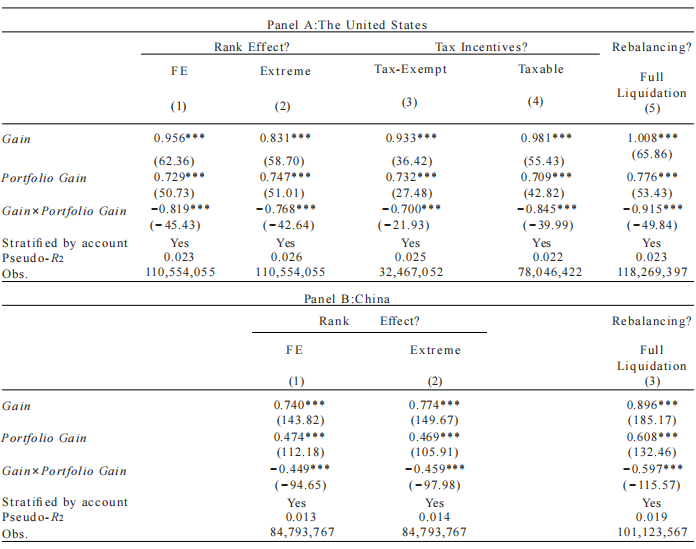 Panel A:The United States
Rank Effect? Tax Incentives? Rebalancing?
FE Extreme Tax-Exempt Taxable Full
Liquidation
(1) (2) (3) (4) (5)
Gain 0.956*** 0.831*** 0.933*** 0.981*** 1.008***
(62.36) (58.70) (36.42) (55.43) (65.86)
Portfolio Gain 0.729*** 0.747*** 0.732*** 0.709*** 0.776***
(50.73) (51.01) (27.48) (42.82) (53.43)
Gain×Portfolio Gain −0.819*** −0.768*** −0.700*** −0.845*** −0.915***
(−45.43) (−42.64) (−21.93) (−39.99) (−49.84)
Stratified by account Yes Yes Yes Yes Yes
Pseudo-R2 0.023 0.026 0.025 0.022 0.023
Obs. 110,554,055 110,554,055 32,467,052 78,046,422 118,269,397
Panel B:China
Rank Effect? Rebalancing?
FE Extreme Full
Liquidation
(1) (2) (3)
Gain 0.740*** 0.774*** 0.896***
(143.82) (149.67) (185.17)
Portfolio Gain 0.474*** 0.469*** 0.608***
(112.18) (105.91) (132.46)
Gain×Portfolio Gain −0.449*** −0.459*** −0.597***
(−94.65) (−97.98) (−115.57)
Stratified by account Yes Yes Yes
Pseudo-R2 0.013 0.014 0.019
Obs. 84,793,767 84,793,767 101,123,567